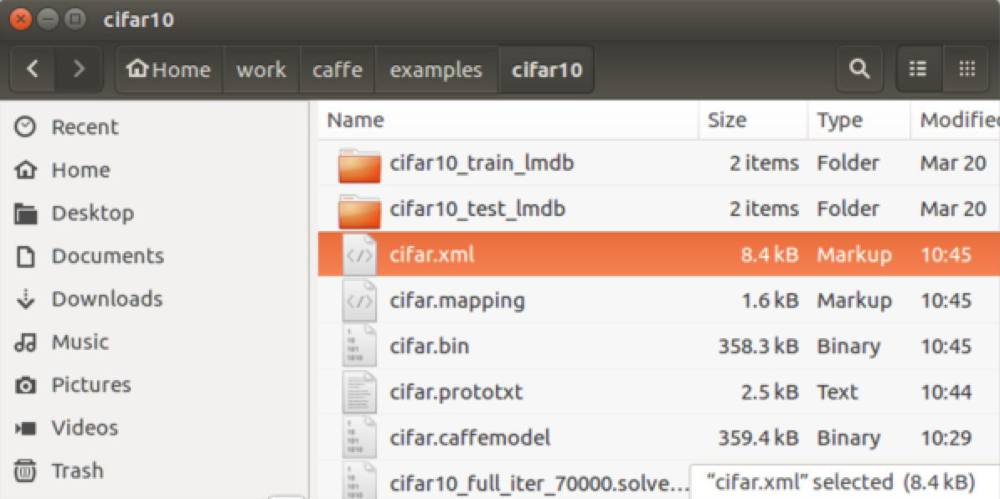 cifar10
Home work caffe examples cifar10
Name Size Type Modified
Recent
Home
Desktop
Documents
Downloads
Music
Pictures
Videos
Trash
cifar10_train_lmdb 2 items Folder Mar 20
cifar10_test_lmdb 2 items Folder Mar 20
cifar.xml 8.4 kB Markup 10:45
cifar.mapping 1.6 kB Markup 10:45
cifar.bin 358.3 kB Binary 10:45
cifar.prototxt 2.5 kB Text 10:44
cifar.caffemodel 359.4 kB Binary 10:29
cifar10_full_iter_70000.solve...
“cifar.xml” selected (8.4 kB)